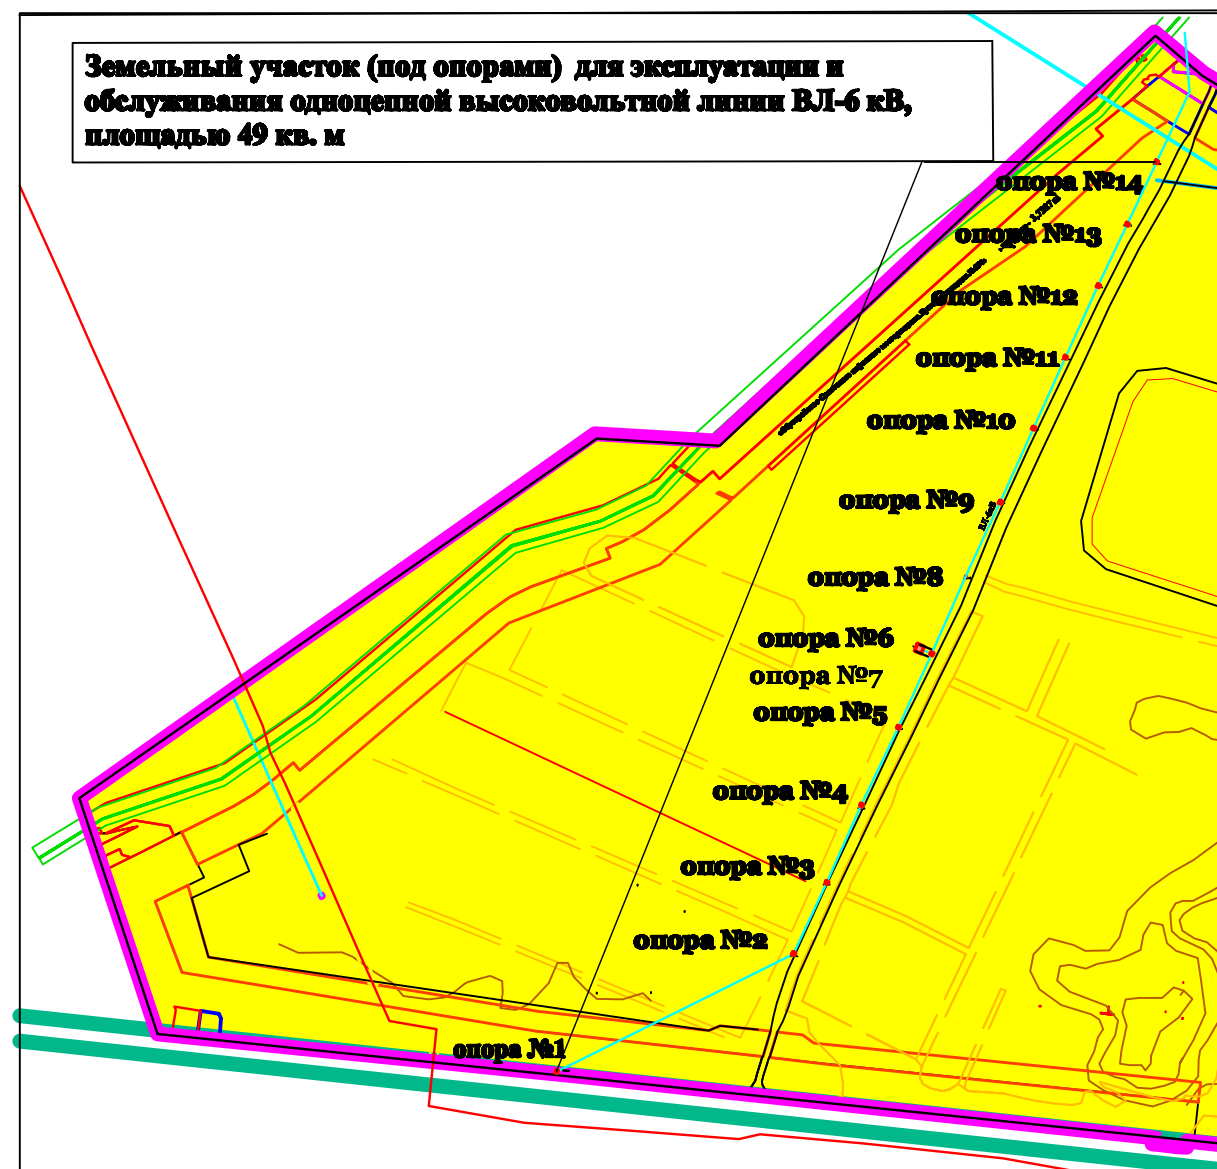 Земельный участок (под опорами) для эксплуатации и
обслуживания одноцепной высоковольтной линии ВЛ-6 кВ,
площадью 49 кв. м
опора №14
опора №13
опора №12
опора №11
опора №10
опора №9
ВЛ-6кВ
опора №8
опора №6
опора №7
опора №5
опора №4
опора №3
опора №2
опора №1